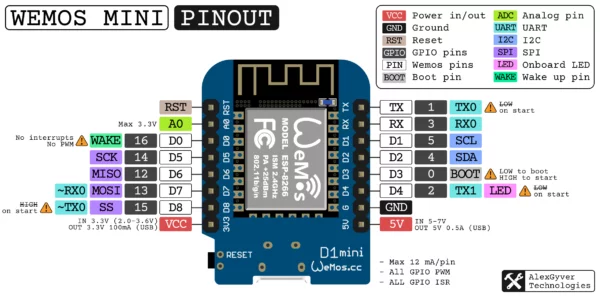 WEMOS MINI PINOUT
VCC Power in/out
GND Ground
RST Reset
GPIO GPIO pins
PIN Wemos pins
BOOT Boot pin
ADC Analog pin
UART UART
I2C I2C
SPI SPI
LED Onboard LED
WAKE Wake up pin
RST
Max 3.3V A0
No interrupts
No PWM
WAKE 16 D0
SCK 14 D5
MISO 12 D6
~RX0 MOSI 13 D7
HIGH
on start
~TX0 SS 15 D8
IN 3.3V (2.0-3.6V)
OUT 3.3V 100mA (USB)
VCC
RST
A0
D0
D5
D6
D7
D8
3V3
TX
RX
D1
D2
D3
D4
G
5V
WeMos
MODEL ESP-8266
ISM 2.4GHz
PA +25dBm
802.11b/g/n
FC
RESET
D1 mini
WeMos.cc
TX 1 TX0
LOW
on start
RX 3 RX0
D1 5 SCL
D2 4 SDA
D3 0 BOOT
LOW to boot
HIGH to start
D4 2 TX1 LED
LOW
on start
GND
5V
IN 5-7V
OUT 5V 0.5A (USB)
- Max 12 mA/pin
- All GPIO PWM
- ALL GPIO ISR
AlexGyver
Technologies